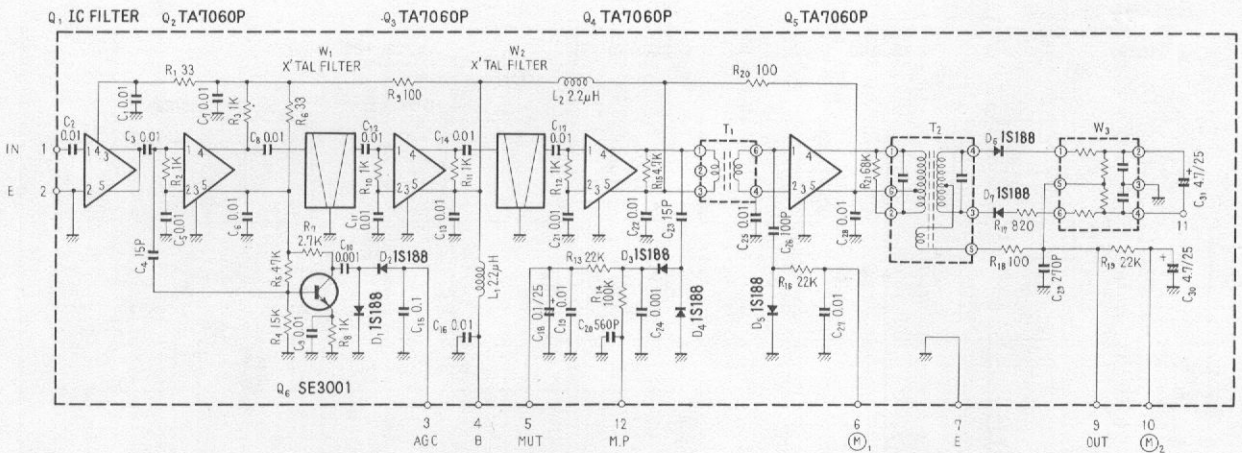 Q1 IC FILTER
Q2 TA7060P
Q3 TA7060P
Q4 TA7060P
Q5 TA7060P
W1
X'TAL FILTER
W2
X'TAL FILTER
R1 33
C1 0.01
C7 0.01
R3 1K
R6 33
R9 100
L2 2.2μH
R20 100
C2 0.01
C3 0.01
C8 0.01
C12 0.01
C14 0.01
C13 0.01
T1
T2
D6 1S188
W3
IN 1
E 2
R2 1K
C5 0.01
C6 0.01
R10 1K
C11 0.01
R11 1K
C13 0.01
R12 1K
C21 0.01
R15 4.7K
C22 0.01
C23 15P
C25 0.01
C26 100P
C28 0.01
R21 68K
D7 1S188
R17 820
C31 4.7/25
11
C4 15P
R7 2.7K
C10 0.001
D2 1S188
R5 47K
R4 15K
C9 0.01
R8 1K
D1 1S188
C15 0.1
L1 2.2μH
C16 0.01
R13 22K
D3 1S188
R14 100K
C18 0.1/25
C19 0.01
C20 560P
C24 0.001
D4 1S188
D5 1S188
R16 22K
C27 0.01
R18 100
C29 270P
R19 22K
C30 4.7/25
Q6 SE3001
3 4 5 12 6 7 9 10
AGC B MUT M.P M1 E OUT M2